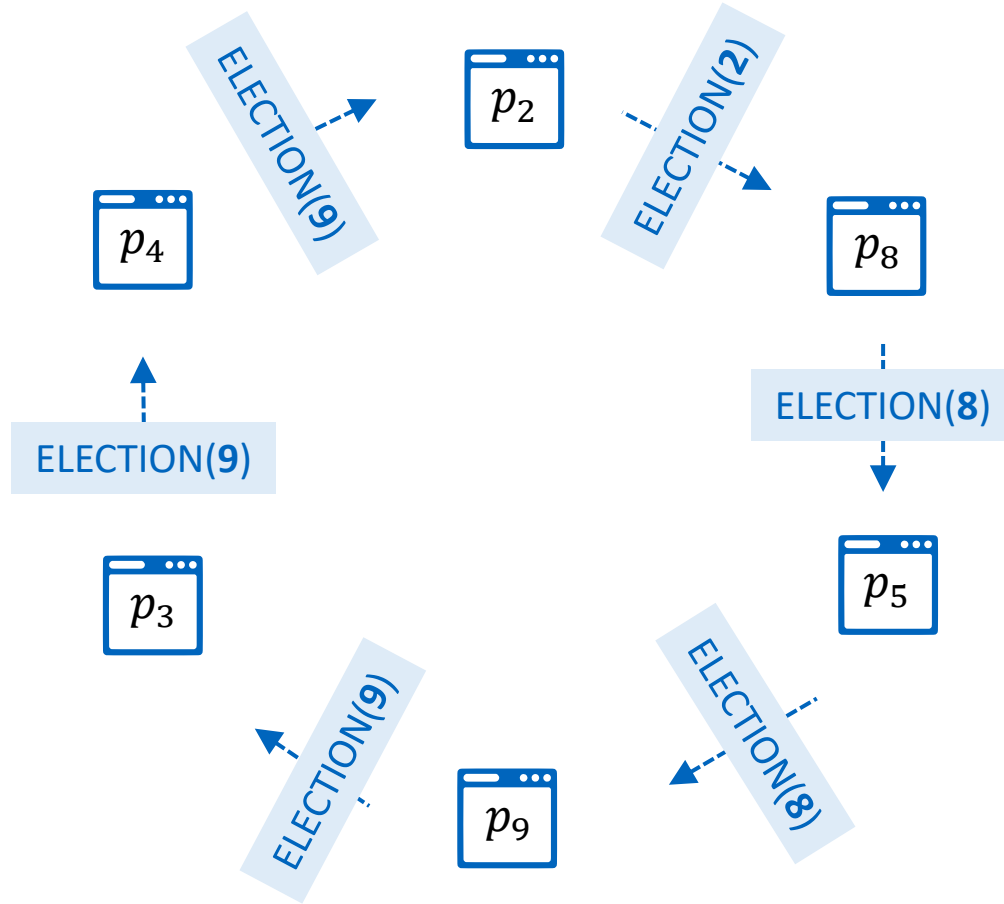 ELECTION(9)
p₂
ELECTION(2)
p₄
p₈
ELECTION(9)
ELECTION(8)
p₃
p₅
ELECTION(9)
p₉
ELECTION(8)